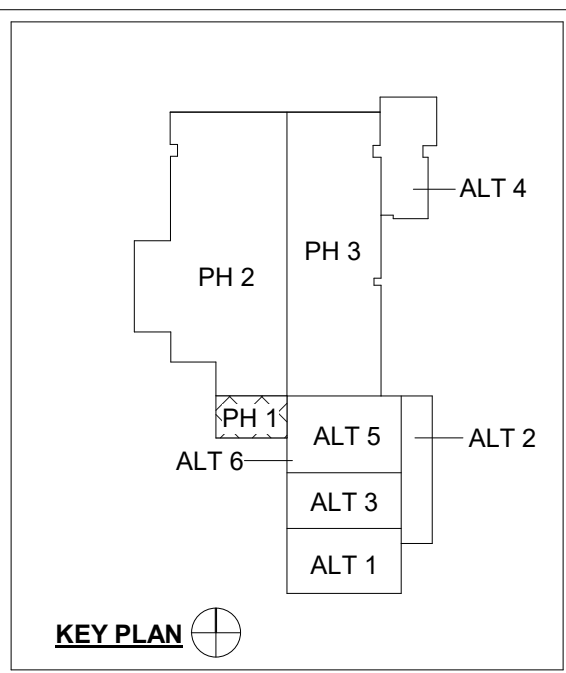 ALT 4
PH 3
PH 2
PH 1
ALT 5
ALT 2
ALT 6
ALT 3
ALT 1
KEY PLAN